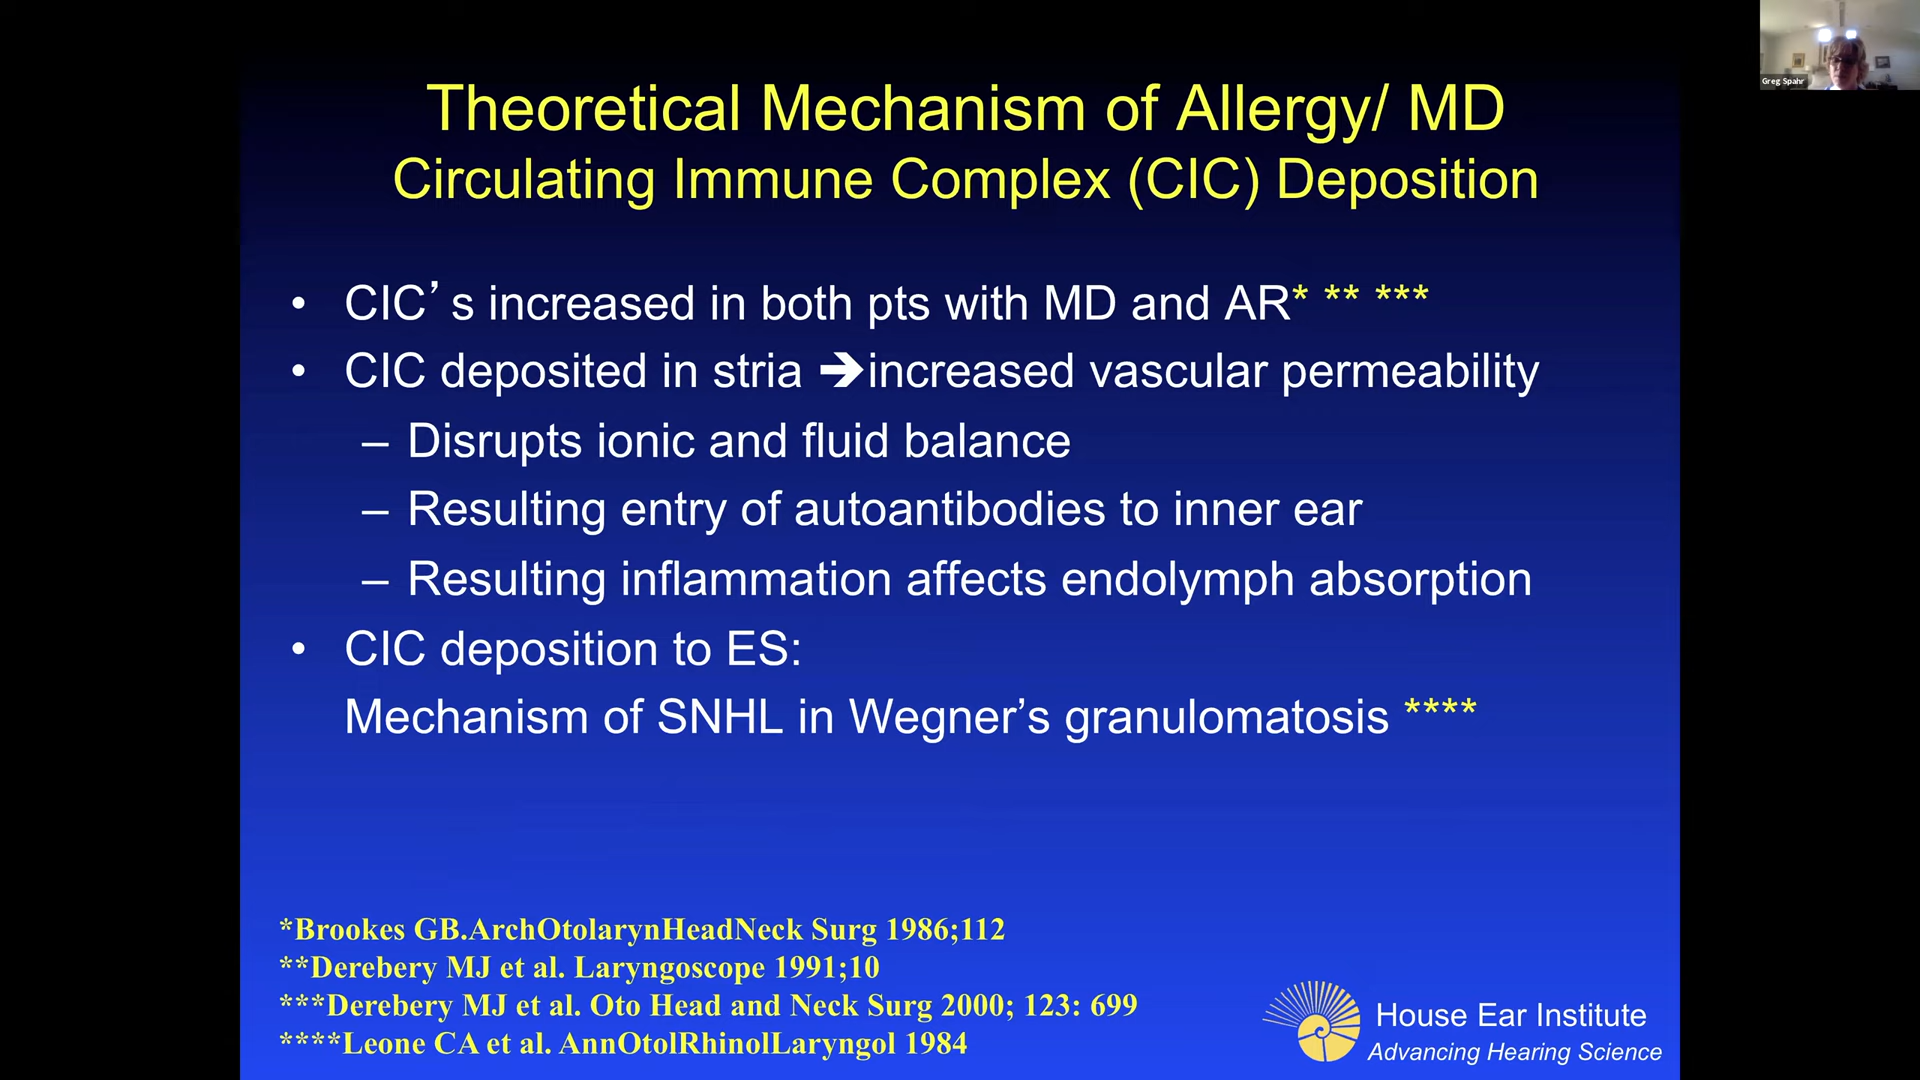 Greg Spahr
Theoretical Mechanism of Allergy/ MD
Circulating Immune Complex (CIC) Deposition
• CIC’s increased in both pts with MD and AR* ** ***
• CIC deposited in stria ➔increased vascular permeability
– Disrupts ionic and fluid balance
– Resulting entry of autoantibodies to inner ear
– Resulting inflammation affects endolymph absorption
• CIC deposition to ES:
Mechanism of SNHL in Wegner’s granulomatosis ****
*Brookes GB.ArchOtolarynHeadNeck Surg 1986;112
**Derebery MJ et al. Laryngoscope 1991;10
***Derebery MJ et al. Oto Head and Neck Surg 2000; 123: 699
****Leone CA et al. AnnOtolRhinolLaryngol 1984
House Ear Institute
Advancing Hearing Science